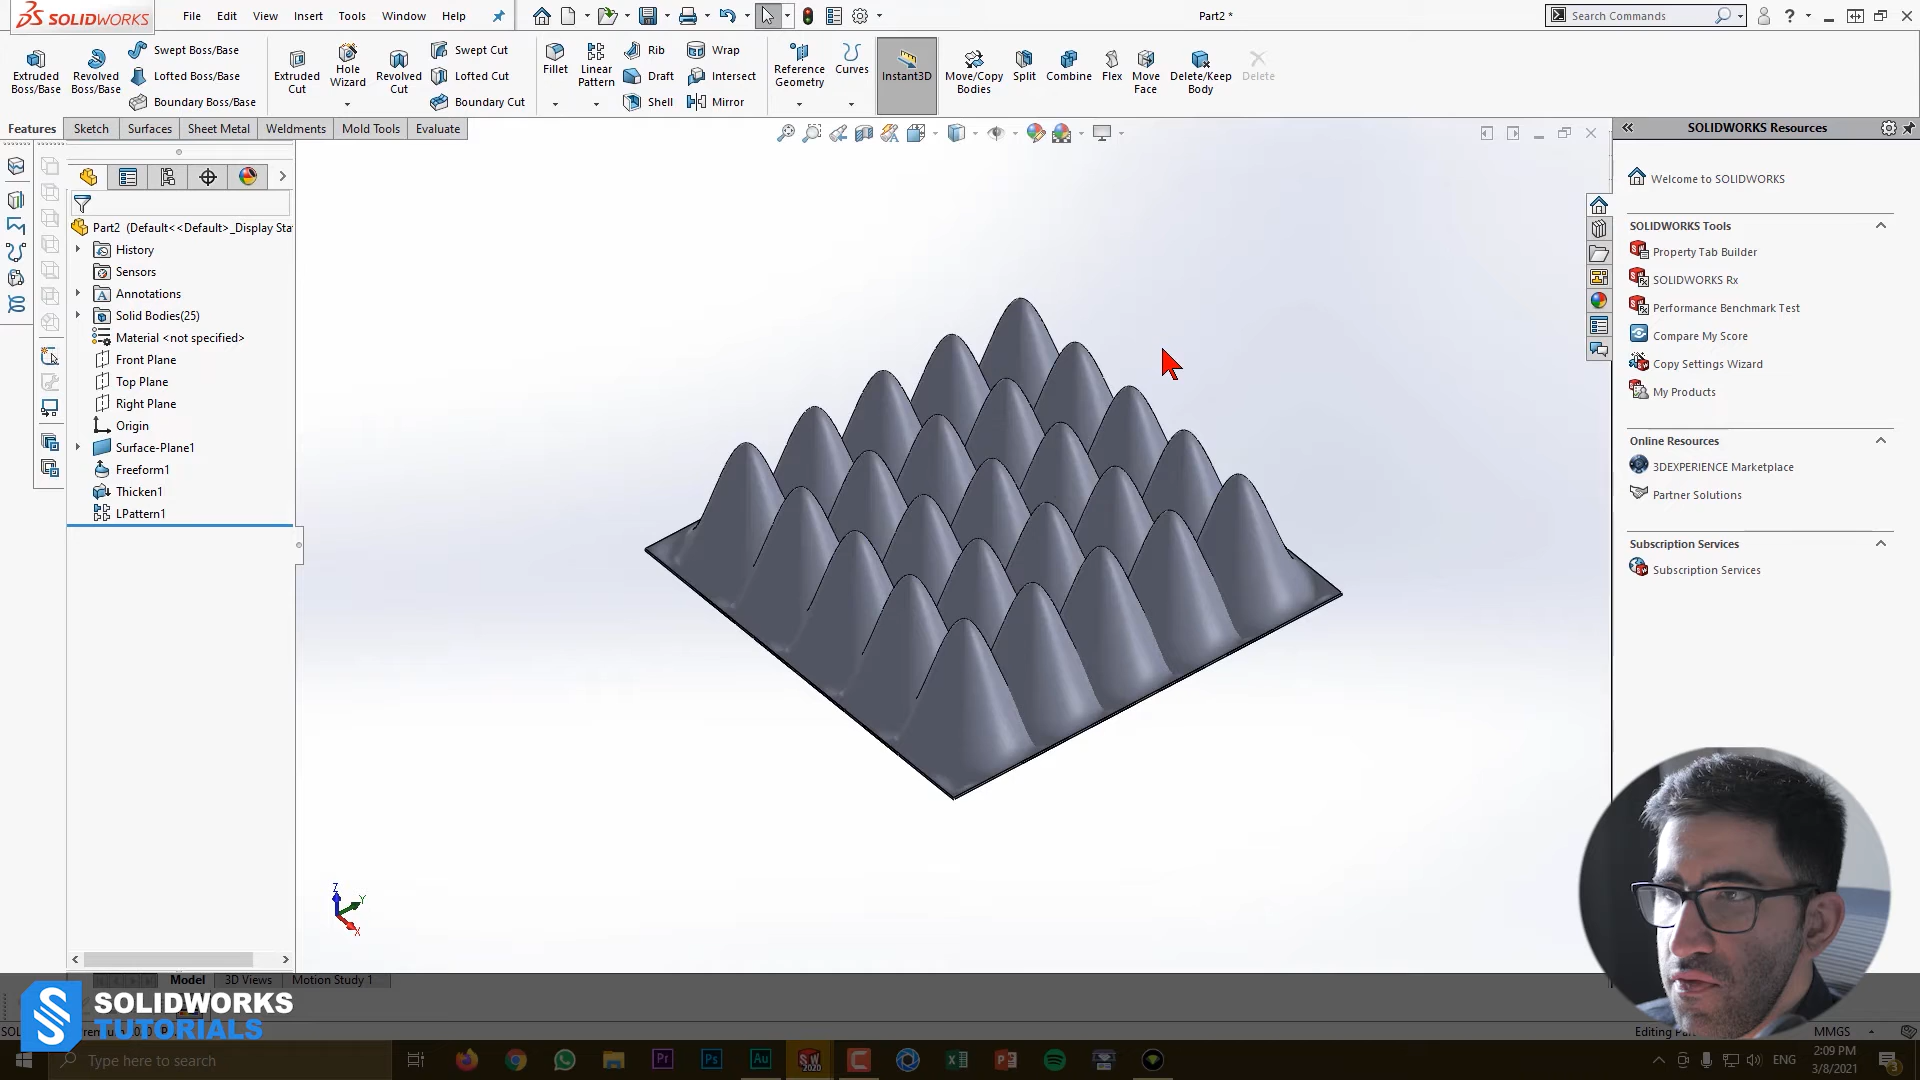 SOLIDWORKS
File Edit View Insert Tools Window Help
Part2 *
Search Commands
Extruded Boss/Base
Revolved Boss/Base
Swept Boss/Base
Lofted Boss/Base
Boundary Boss/Base
Extruded Cut
Hole Wizard
Revolved Cut
Swept Cut
Lofted Cut
Boundary Cut
Fillet
Linear Pattern
Rib
Draft
Shell
Wrap
Intersect
Mirror
Reference Geometry
Curves
Instant3D
Move/Copy Bodies
Split
Combine
Flex
Move Face
Delete/Keep Body
Delete
Features Sketch Surfaces Sheet Metal Weldments Mold Tools Evaluate
Part2 (Default<<Default>_Display Sta
History
Sensors
Annotations
Solid Bodies(25)
Material <not specified>
Front Plane
Top Plane
Right Plane
Origin
Surface-Plane1
Freeform1
Thicken1
LPattern1
Z
Y
X
SOLIDWORKS Resources
Welcome to SOLIDWORKS
SOLIDWORKS Tools
Property Tab Builder
SOLIDWORKS Rx
Performance Benchmark Test
Compare My Score
Copy Settings Wizard
My Products
Online Resources
3DEXPERIENCE Marketplace
Partner Solutions
Subscription Services
Subscription Services
Model 3D Views Motion Study 1
SOLIDWORKS
TUTORIALS
MMGS
Type here to search
ENG
2:09 PM
3/8/2021